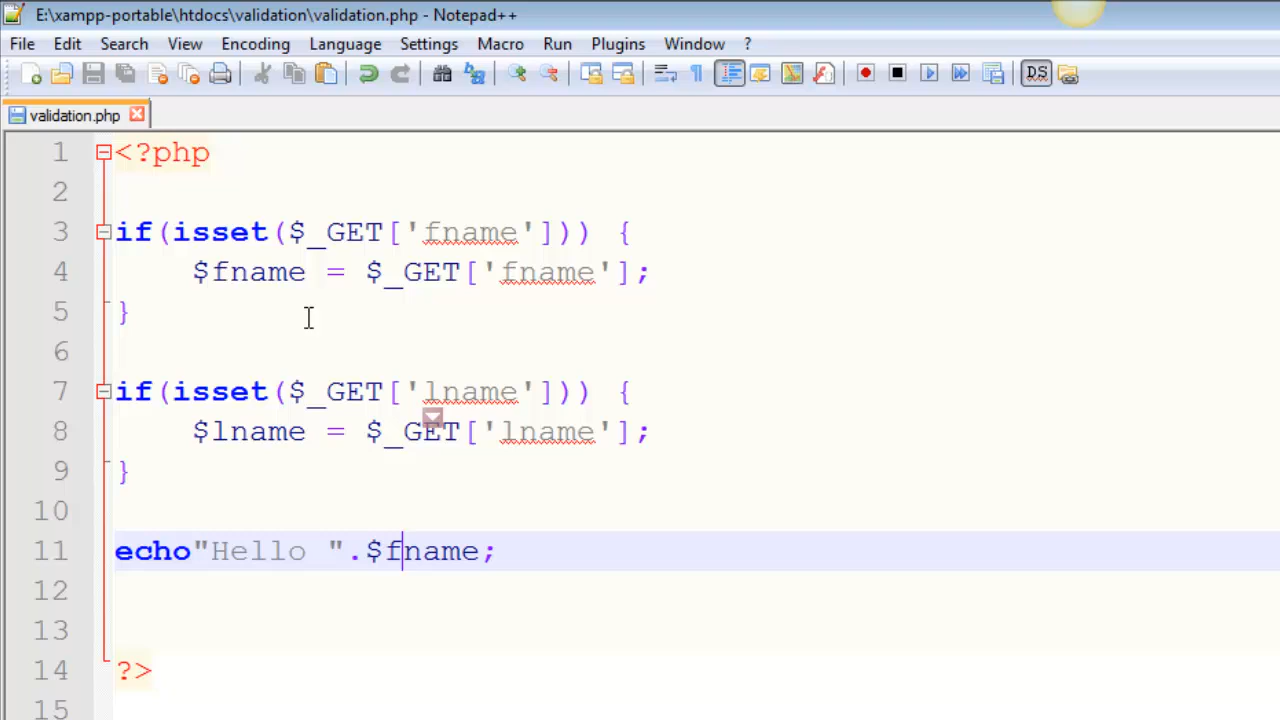 E:\xampp-portable\htdocs\validation\validation.php - Notepad++
File Edit Search View Encoding Language Settings Macro Run Plugins Window ?
DS
validation.php
1 <?php
2
3 if(isset($_GET['fname'])) {
4 $fname = $_GET['fname'];
5 }
6
7 if(isset($_GET['lname'])) {
8 $lname = $_GET['lname'];
9 }
10
11 echo"Hello ".$fname;
12
13
14 ?>
15